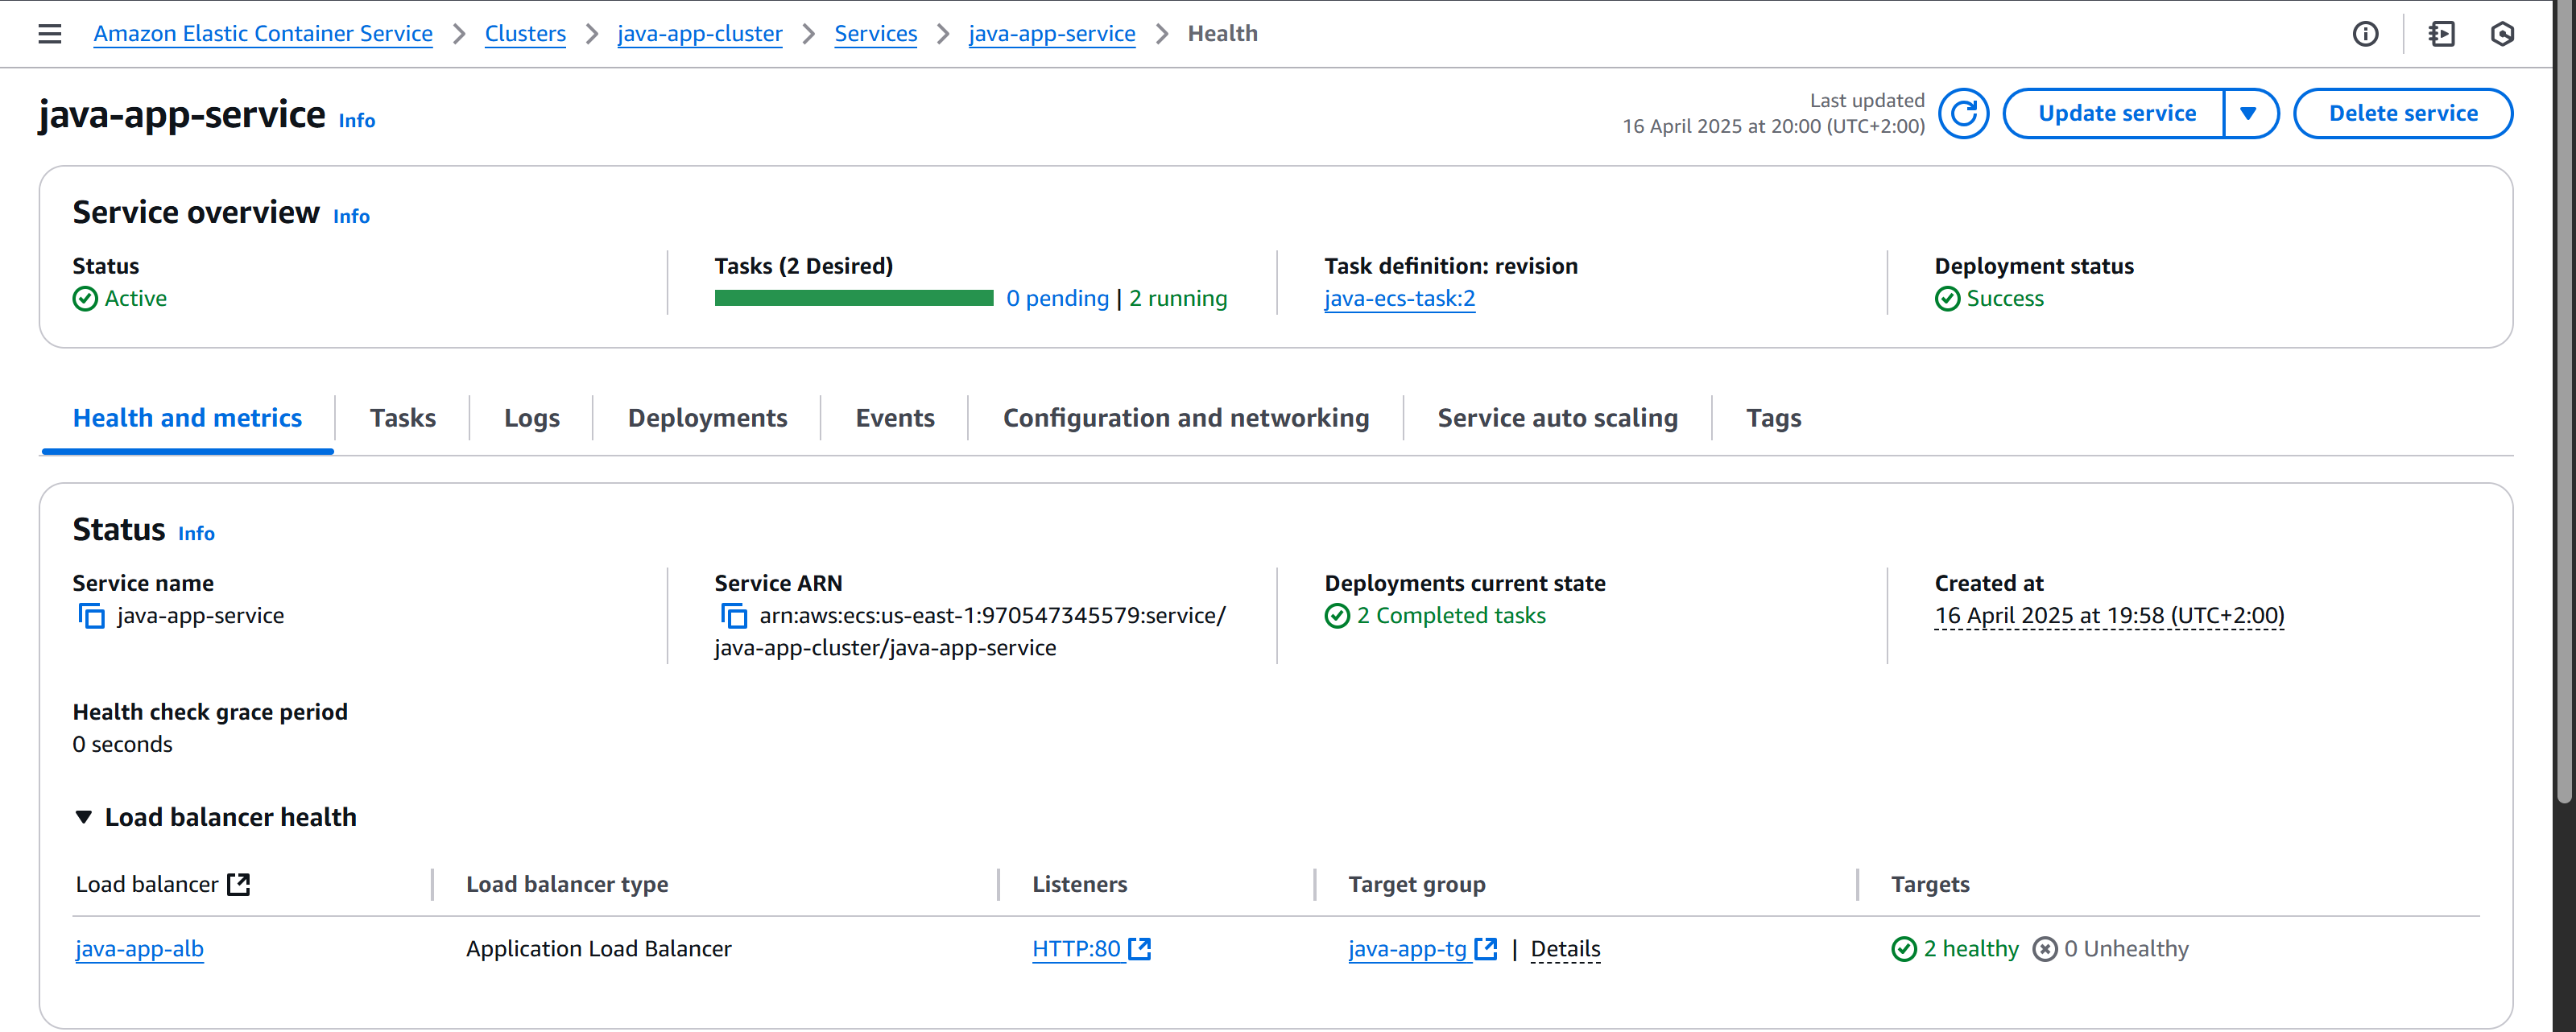 Amazon Elastic Container Service > Clusters > java-app-cluster > Services > java-app-service > Health
java-app-service Info
Last updated
16 April 2025 at 20:00 (UTC+2:00)
Update service
Delete service
Service overview Info
Status
Active
Tasks (2 Desired)
0 pending | 2 running
Task definition: revision
java-ecs-task:2
Deployment status
Success
Health and metrics
Tasks
Logs
Deployments
Events
Configuration and networking
Service auto scaling
Tags
Status Info
Service name
java-app-service
Service ARN
arn:aws:ecs:us-east-1:970547345579:service/
java-app-cluster/java-app-service
Deployments current state
2 Completed tasks
Created at
16 April 2025 at 19:58 (UTC+2:00)
Health check grace period
0 seconds
Load balancer health
Load balancer
Load balancer type
Listeners
Target group
Targets
java-app-alb
Application Load Balancer
HTTP:80
java-app-tg | Details
2 healthy 0 Unhealthy